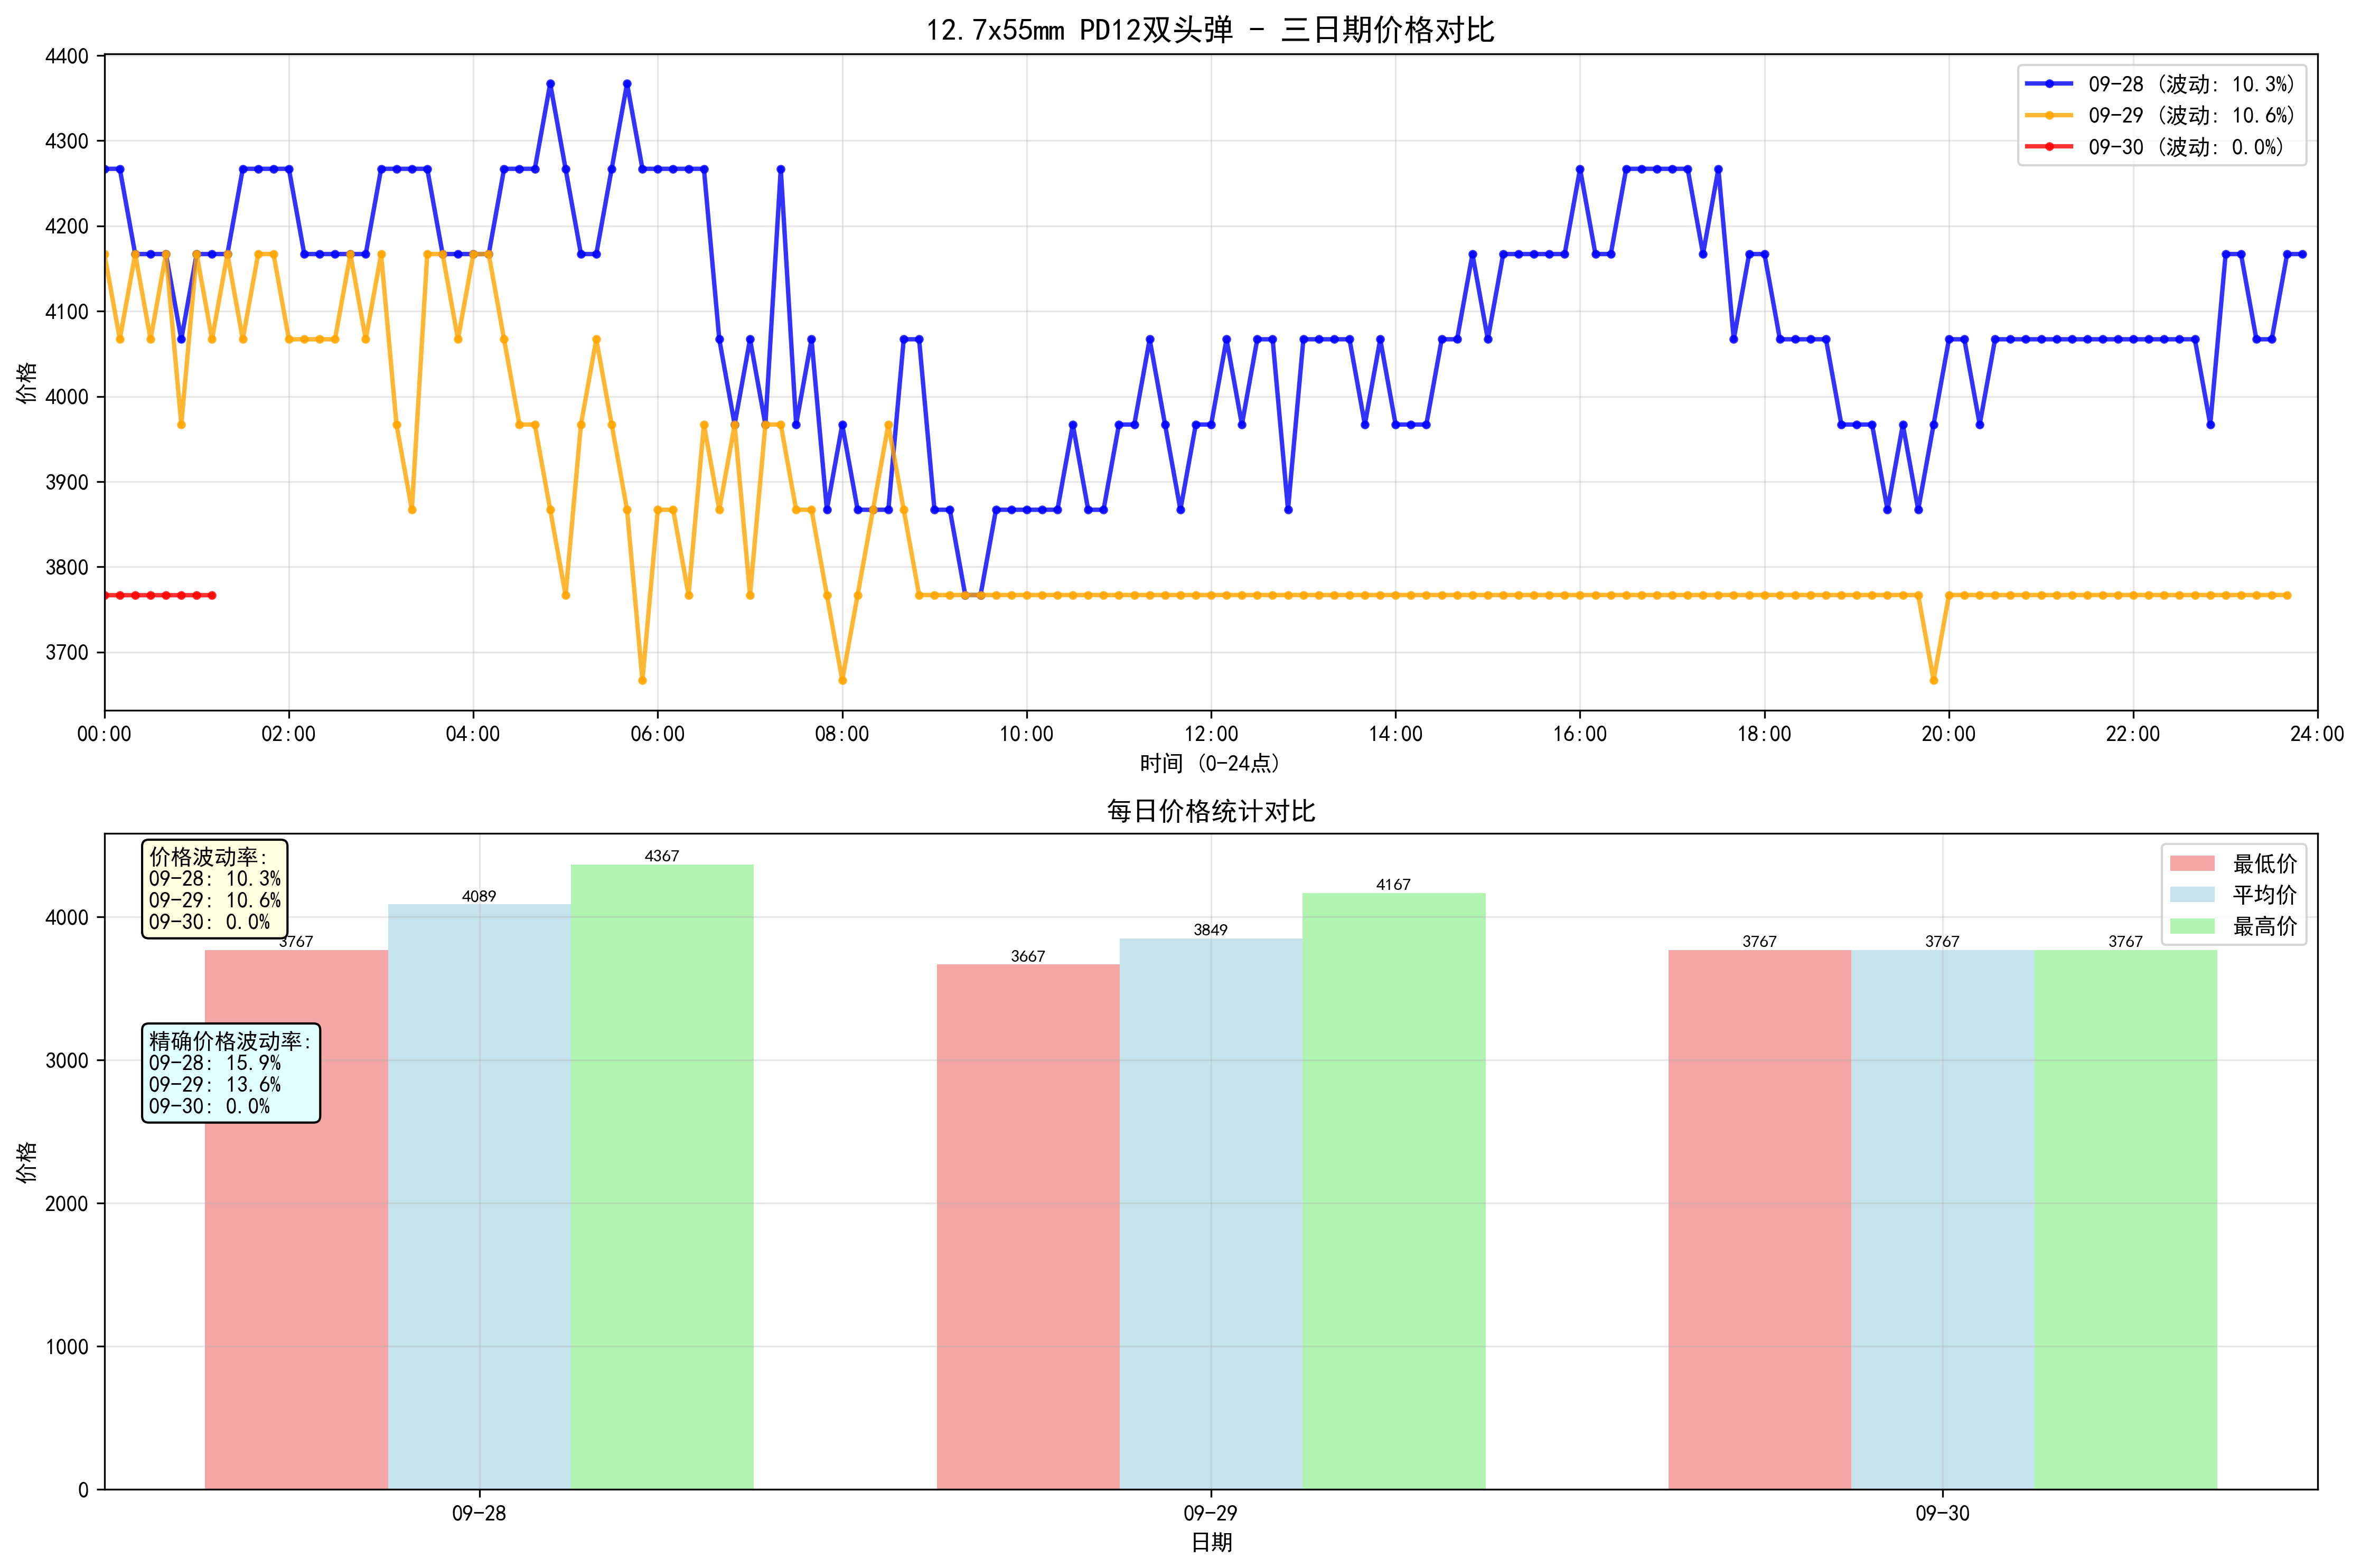 12.7x55mm PD12双头弹 - 三日期价格对比
4400
4300
4200
4100
4000
3900
3800
3700
价格
09-28 (波动: 10.3%)
09-29 (波动: 10.6%)
09-30 (波动: 0.0%)
00:00 02:00 04:00 06:00 08:00 10:00 12:00 14:00 16:00 18:00 20:00 22:00 24:00
时间 (0-24点)
每日价格统计对比
4000
3000
2000
1000
0
价格
价格波动率:
09-28: 10.3%
09-29: 10.6%
09-30: 0.0%
精确价格波动率:
09-28: 15.9%
09-29: 13.6%
09-30: 0.0%
3767 4089 4367
3667 3849 4167
3767 3767 3767
最低价
平均价
最高价
09-28 09-29 09-30
日期